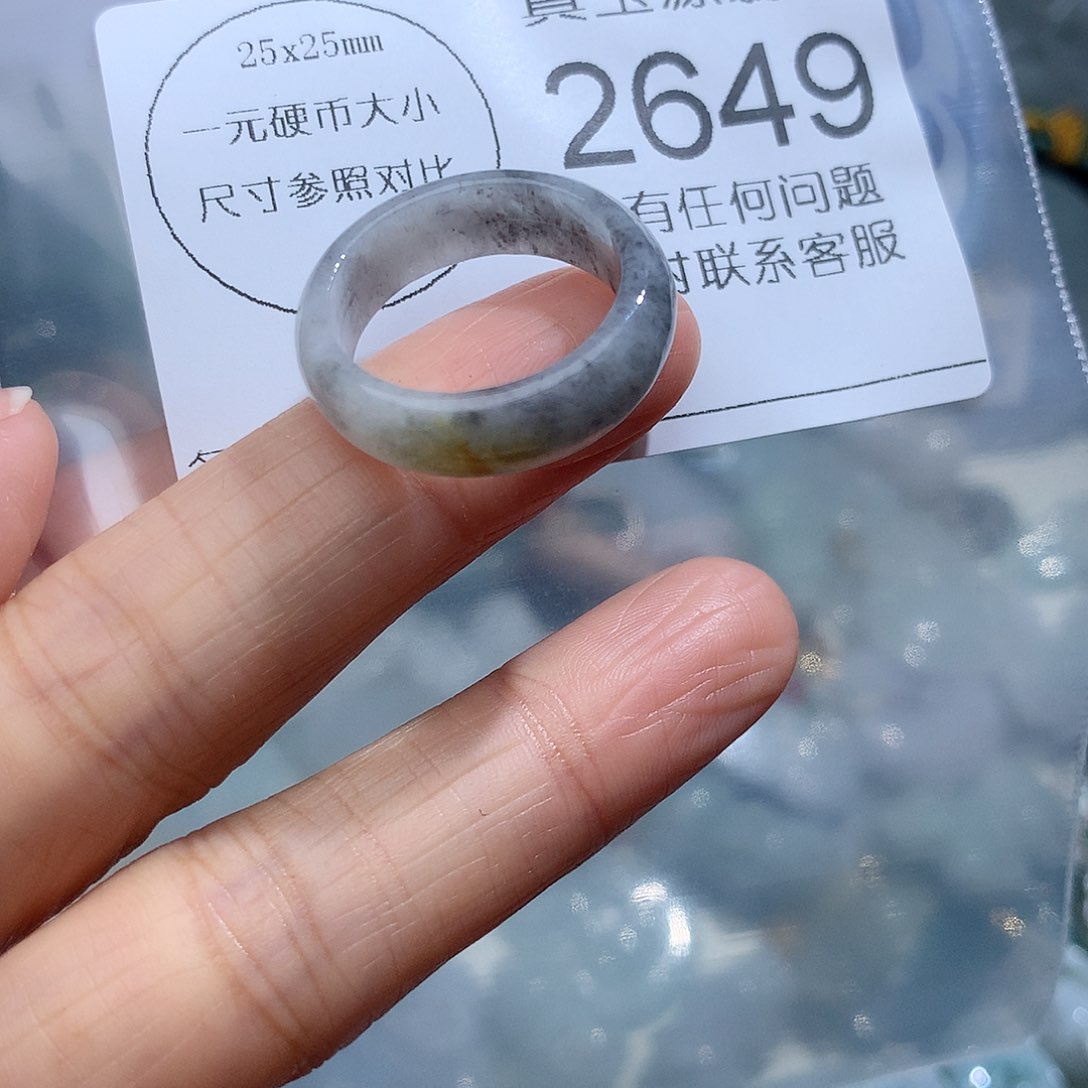 25x25mm
一元硬币大小
尺寸参照对比
2649
有任何问题
时联系客服